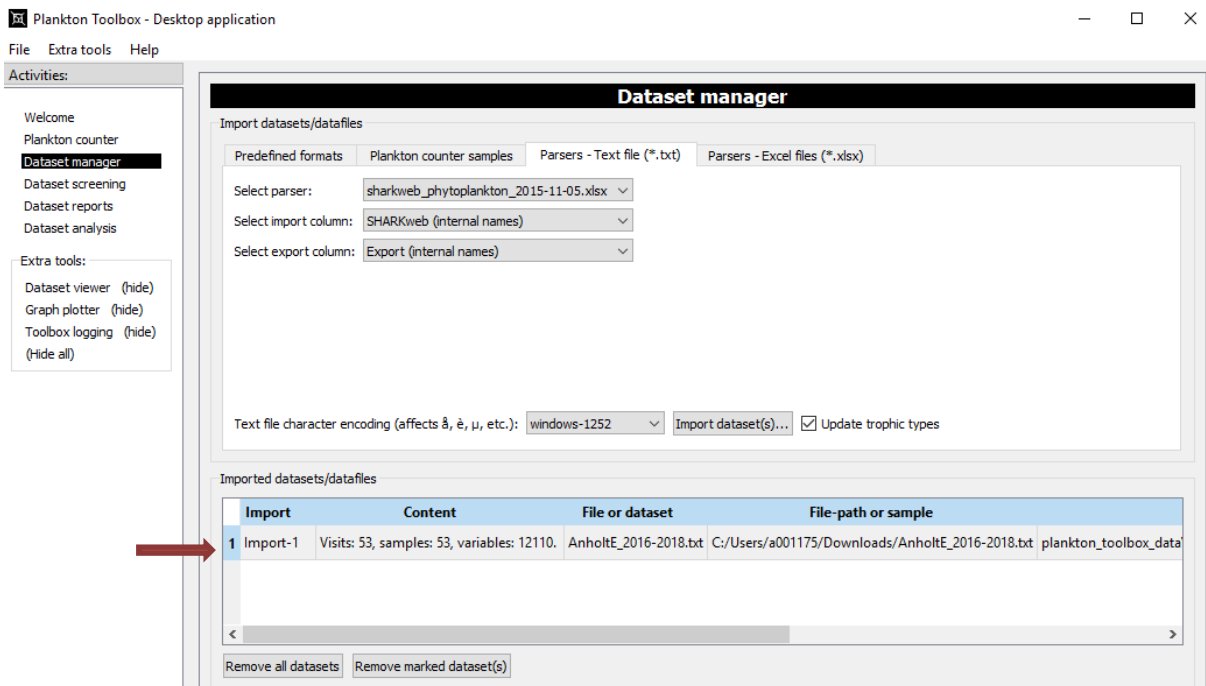 Plankton Toolbox - Desktop application
File Extra tools Help
Activities:
Welcome
Plankton counter
Dataset manager
Dataset screening
Dataset reports
Dataset analysis
Extra tools:
Dataset viewer (hide)
Graph plotter (hide)
Toolbox logging (hide)
(Hide all)
Dataset manager
Import datasets/datafiles
Predefined formats Plankton counter samples Parsers - Text file (*.txt) Parsers - Excel files (*.xlsx)
Select parser: sharkweb_phytoplankton_2015-11-05.xlsx
Select import column: SHARKweb (internal names)
Select export column: Export (internal names)
Text file character encoding (affects å, è, µ, etc.): windows-1252 Import dataset(s)... Update trophic types
Imported datasets/datafiles
Import Content File or dataset File-path or sample
1 Import-1 Visits: 53, samples: 53, variables: 12110. AnholtE_2016-2018.txt C:/Users/a001175/Downloads/AnholtE_2016-2018.txt plankton_toolbox_data\
Remove all datasets Remove marked dataset(s)